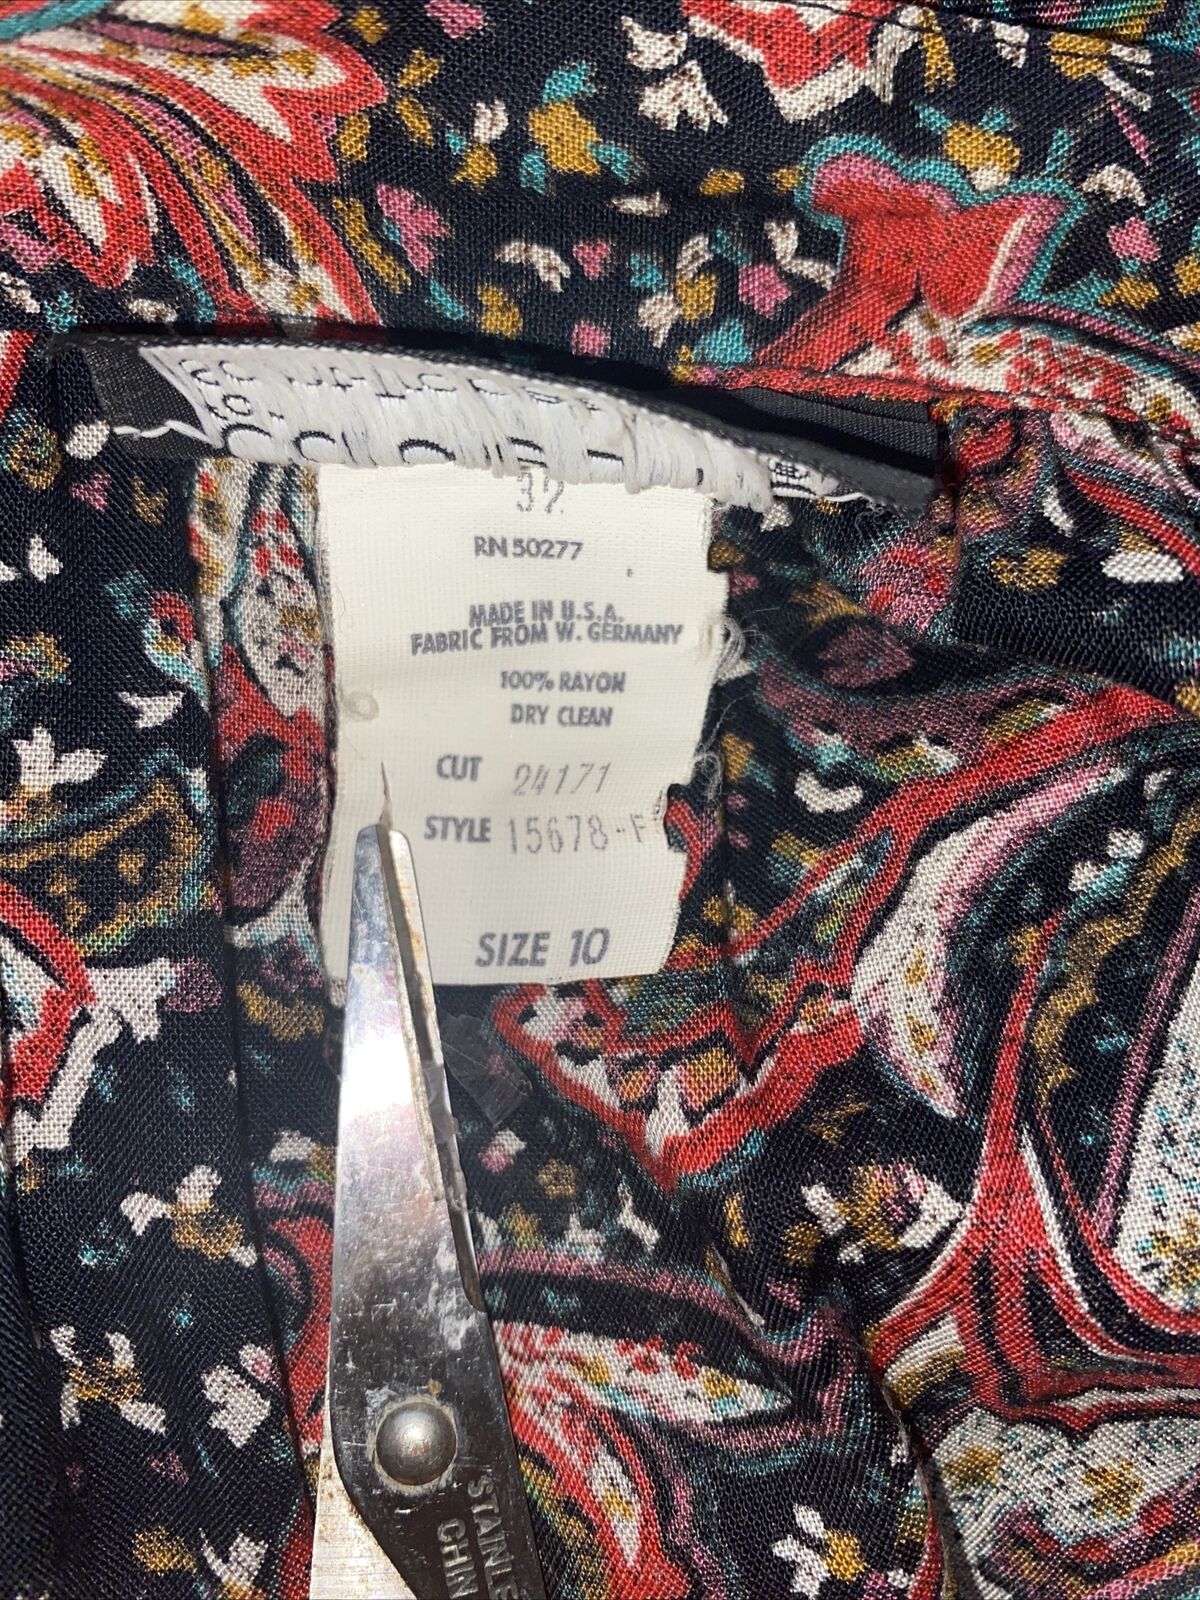 32
RN 50277
MADE IN U.S.A.
FABRIC FROM W. GERMANY
100% RAYON
DRY CLEAN
CUT 24171
STYLE 15678-F
SIZE 10
STAINLE
CHIN